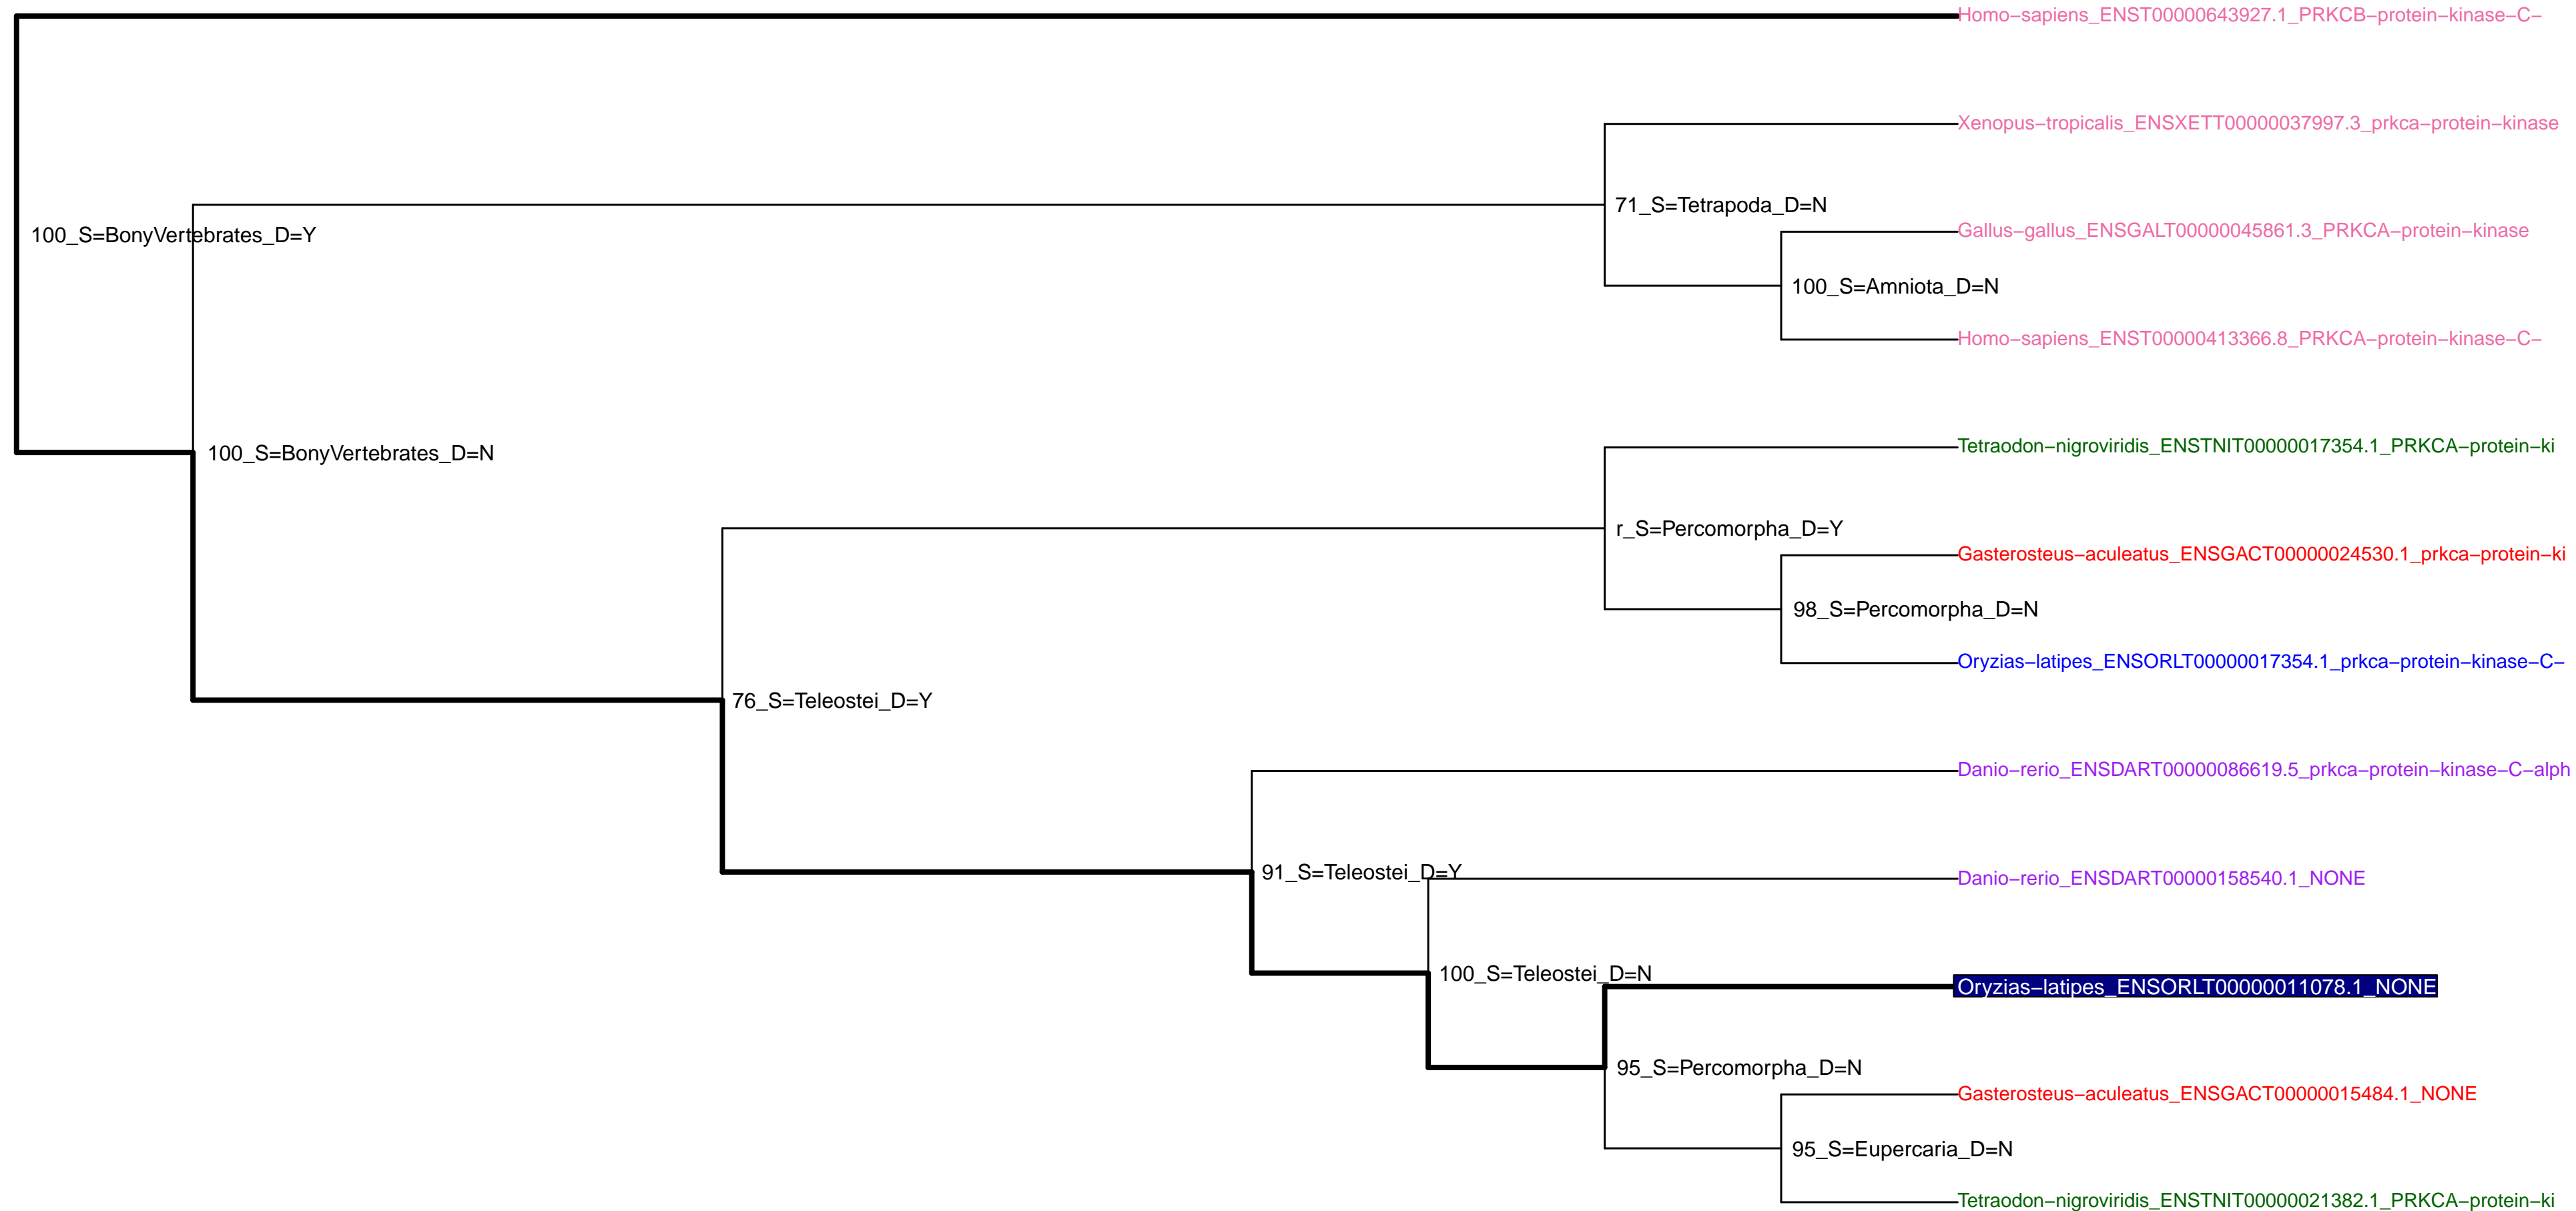 Homo−sapiens_ENST00000643927.1_PRKCB−protein−kinase−C−
Xenopus−tropicalis_ENSXETT00000037997.3_prkca−protein−kinase
71_S=Tetrapoda_D=N
Gallus−gallus_ENSGALT00000045861.3_PRKCA−protein−kinase
100_S=BonyVertebrates_D=Y
100_S=Amniota_D=N
Homo−sapiens_ENST00000413366.8_PRKCA−protein−kinase−C−
Tetraodon−nigroviridis_ENSTNIT00000017354.1_PRKCA−protein−ki
100_S=BonyVertebrates_D=N
r_S=Percomorpha_D=Y
Gasterosteus−aculeatus_ENSGACT00000024530.1_prkca−protein−ki
98_S=Percomorpha_D=N
Oryzias−latipes_ENSORLT00000017354.1_prkca−protein−kinase−C−
76_S=Teleostei_D=Y
Danio−rerio_ENSDART00000086619.5_prkca−protein−kinase−C−alph
91_S=Teleostei_D=Y
Danio−rerio_ENSDART00000158540.1_NONE
100_S=Teleostei_D=N
Oryzias−latipes_ENSORLT00000011078.1_NONE
95_S=Percomorpha_D=N
Gasterosteus−aculeatus_ENSGACT00000015484.1_NONE
95_S=Eupercaria_D=N
Tetraodon−nigroviridis_ENSTNIT00000021382.1_PRKCA−protein−ki